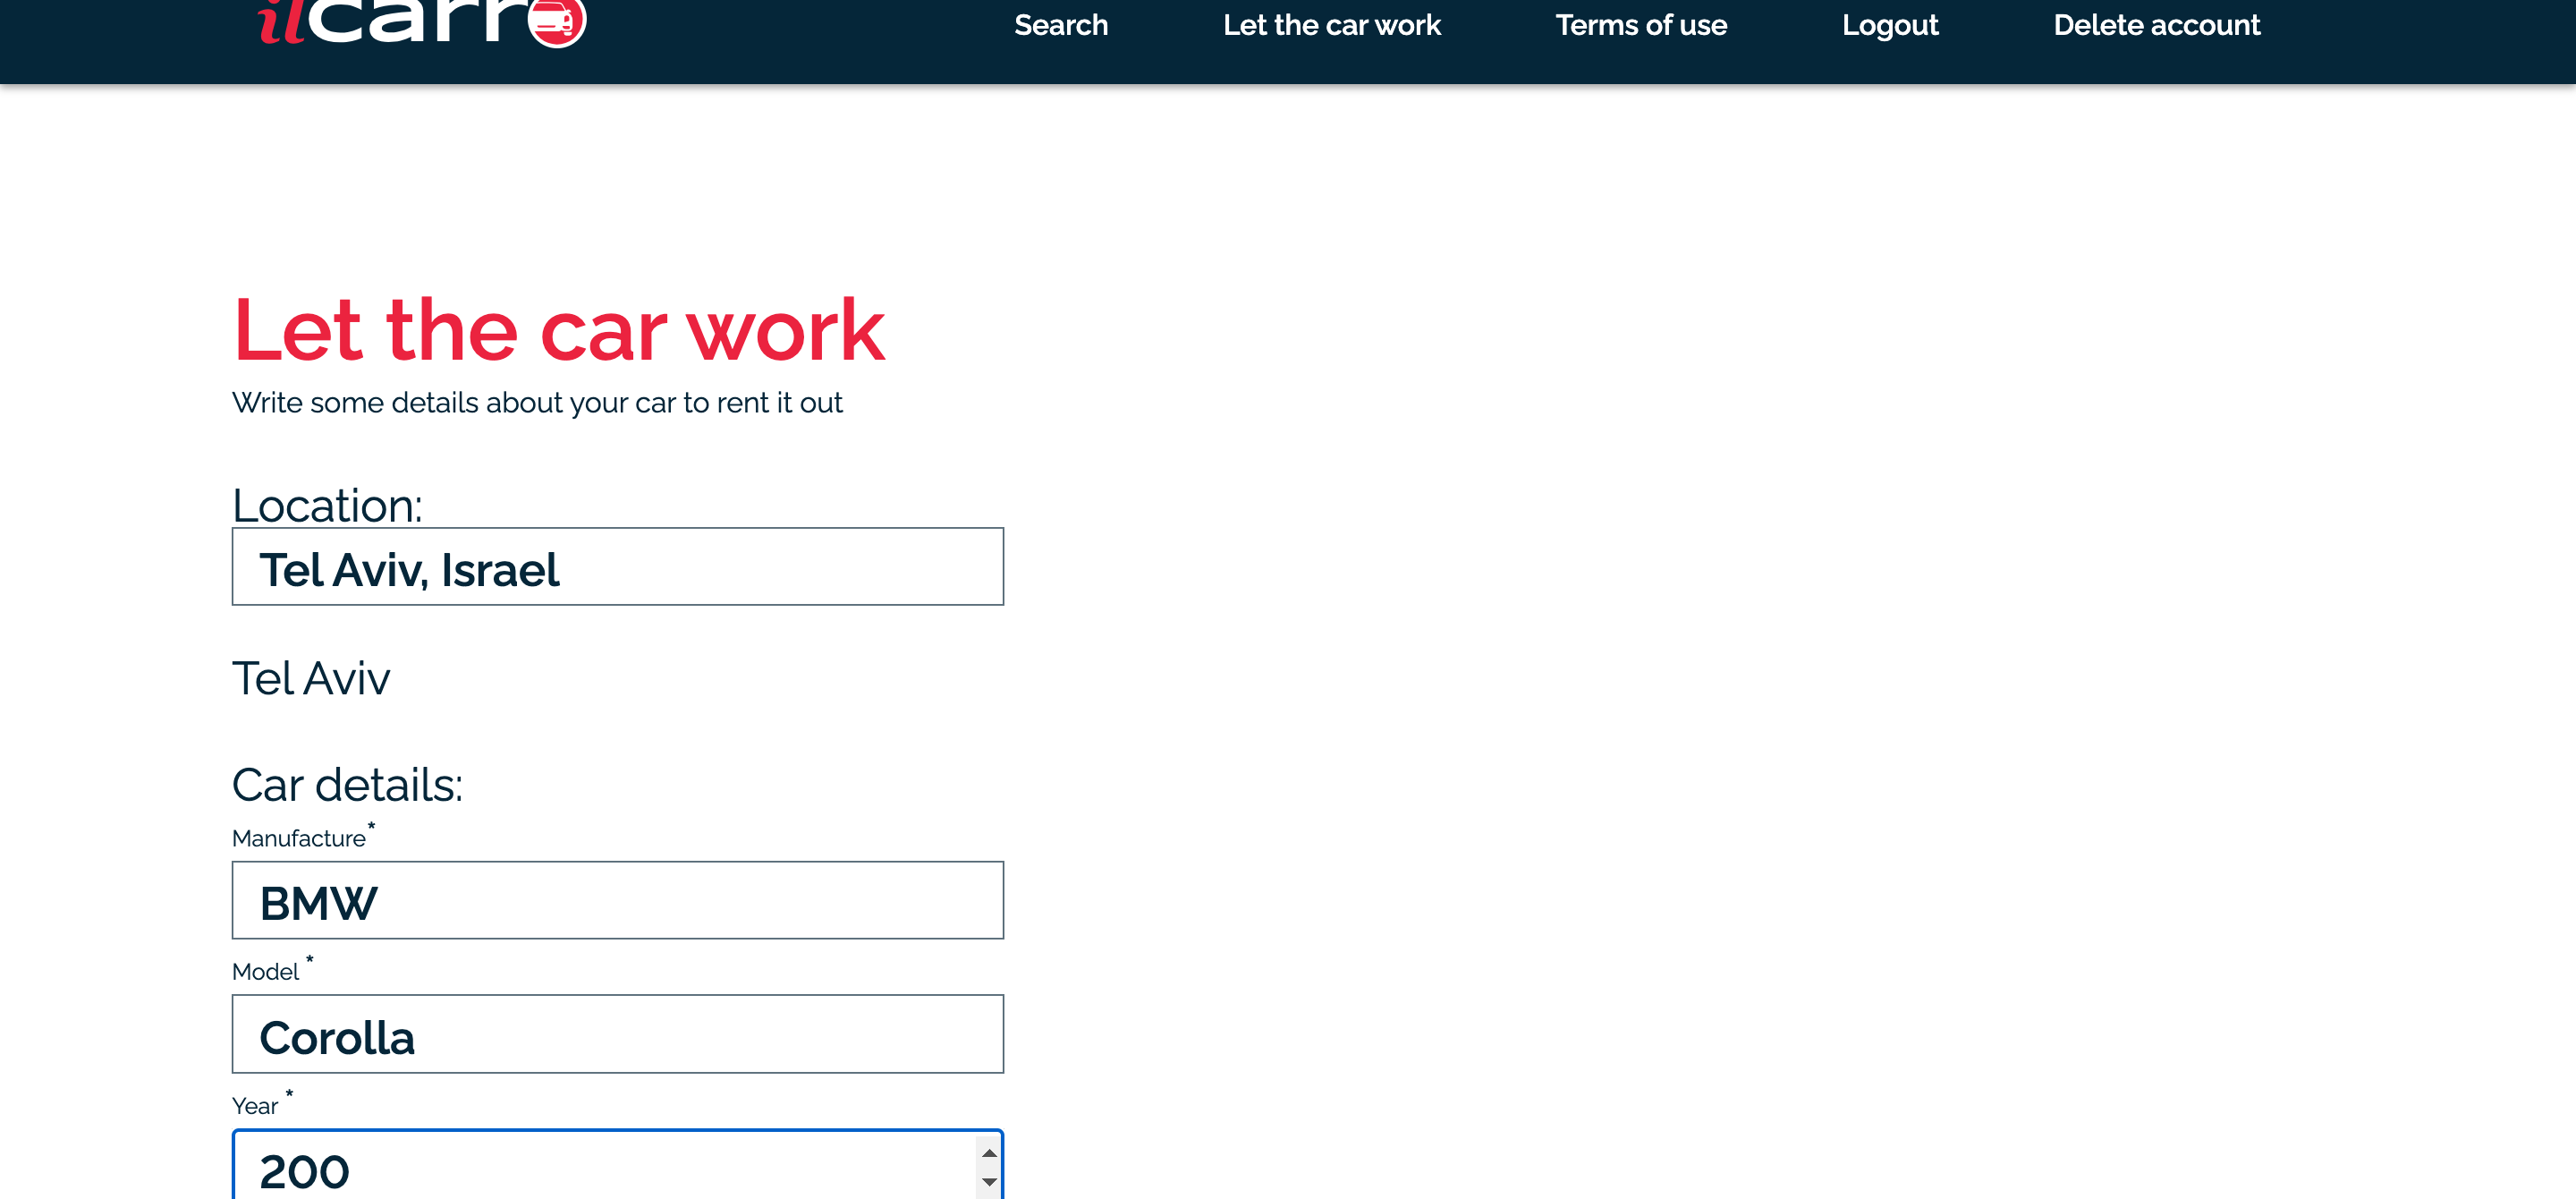 ilcarro
Search Let the car work Terms of use Logout Delete account
Let the car work
Write some details about your car to rent it out
Location:
Tel Aviv, Israel
Tel Aviv
Car details:
Manufacture*
BMW
Model *
Corolla
Year *
200